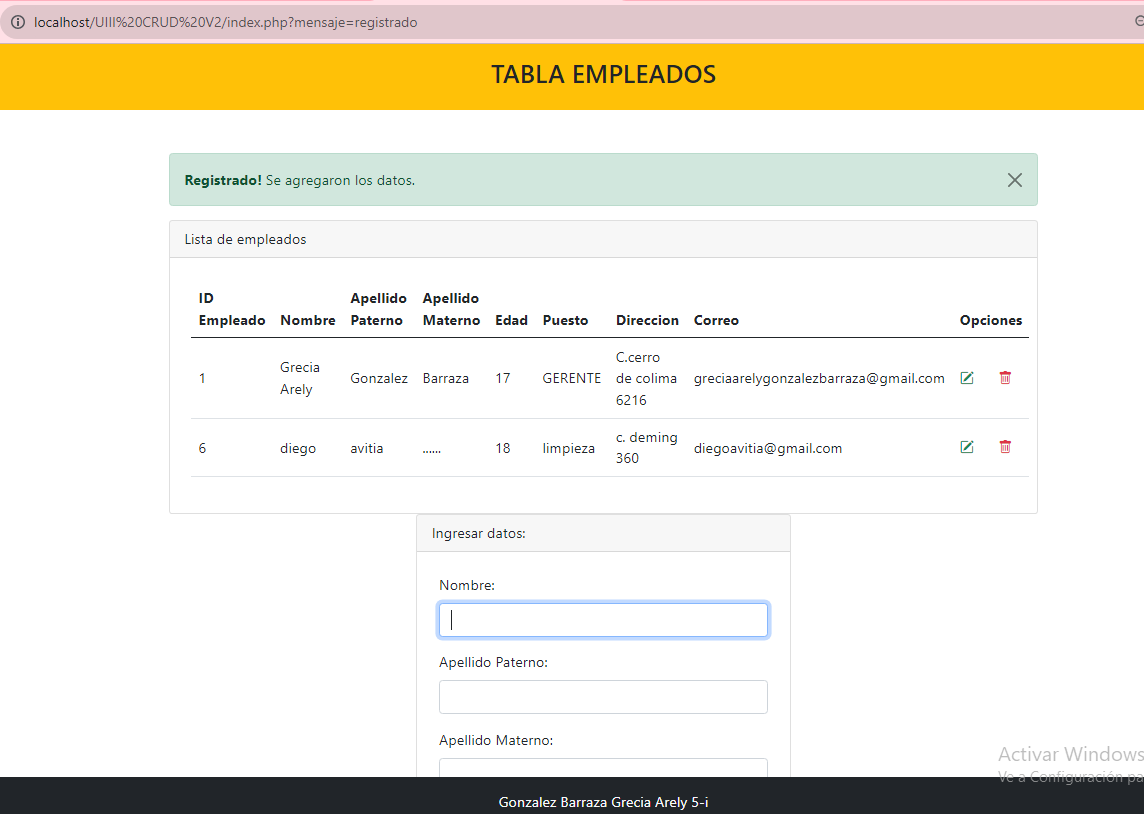 localhost/UIII%20CRUD%20V2/index.php?mensaje=registrado
TABLA EMPLEADOS
Registrado! Se agregaron los datos.
Lista de empleados
ID Empleado Nombre Apellido Paterno Apellido Materno Edad Puesto Direccion Correo Opciones
1 Grecia Arely Gonzalez Barraza 17 GERENTE C.cerro de colima 6216 greciaarelygonzalezbarraza@gmail.com
6 diego avitia ...... 18 limpieza c. deming 360 diegoavitia@gmail.com
Ingresar datos:
Nombre:
Apellido Paterno:
Apellido Materno:
Activar Windows
Ve a Configuración pa
Gonzalez Barraza Grecia Arely 5-i